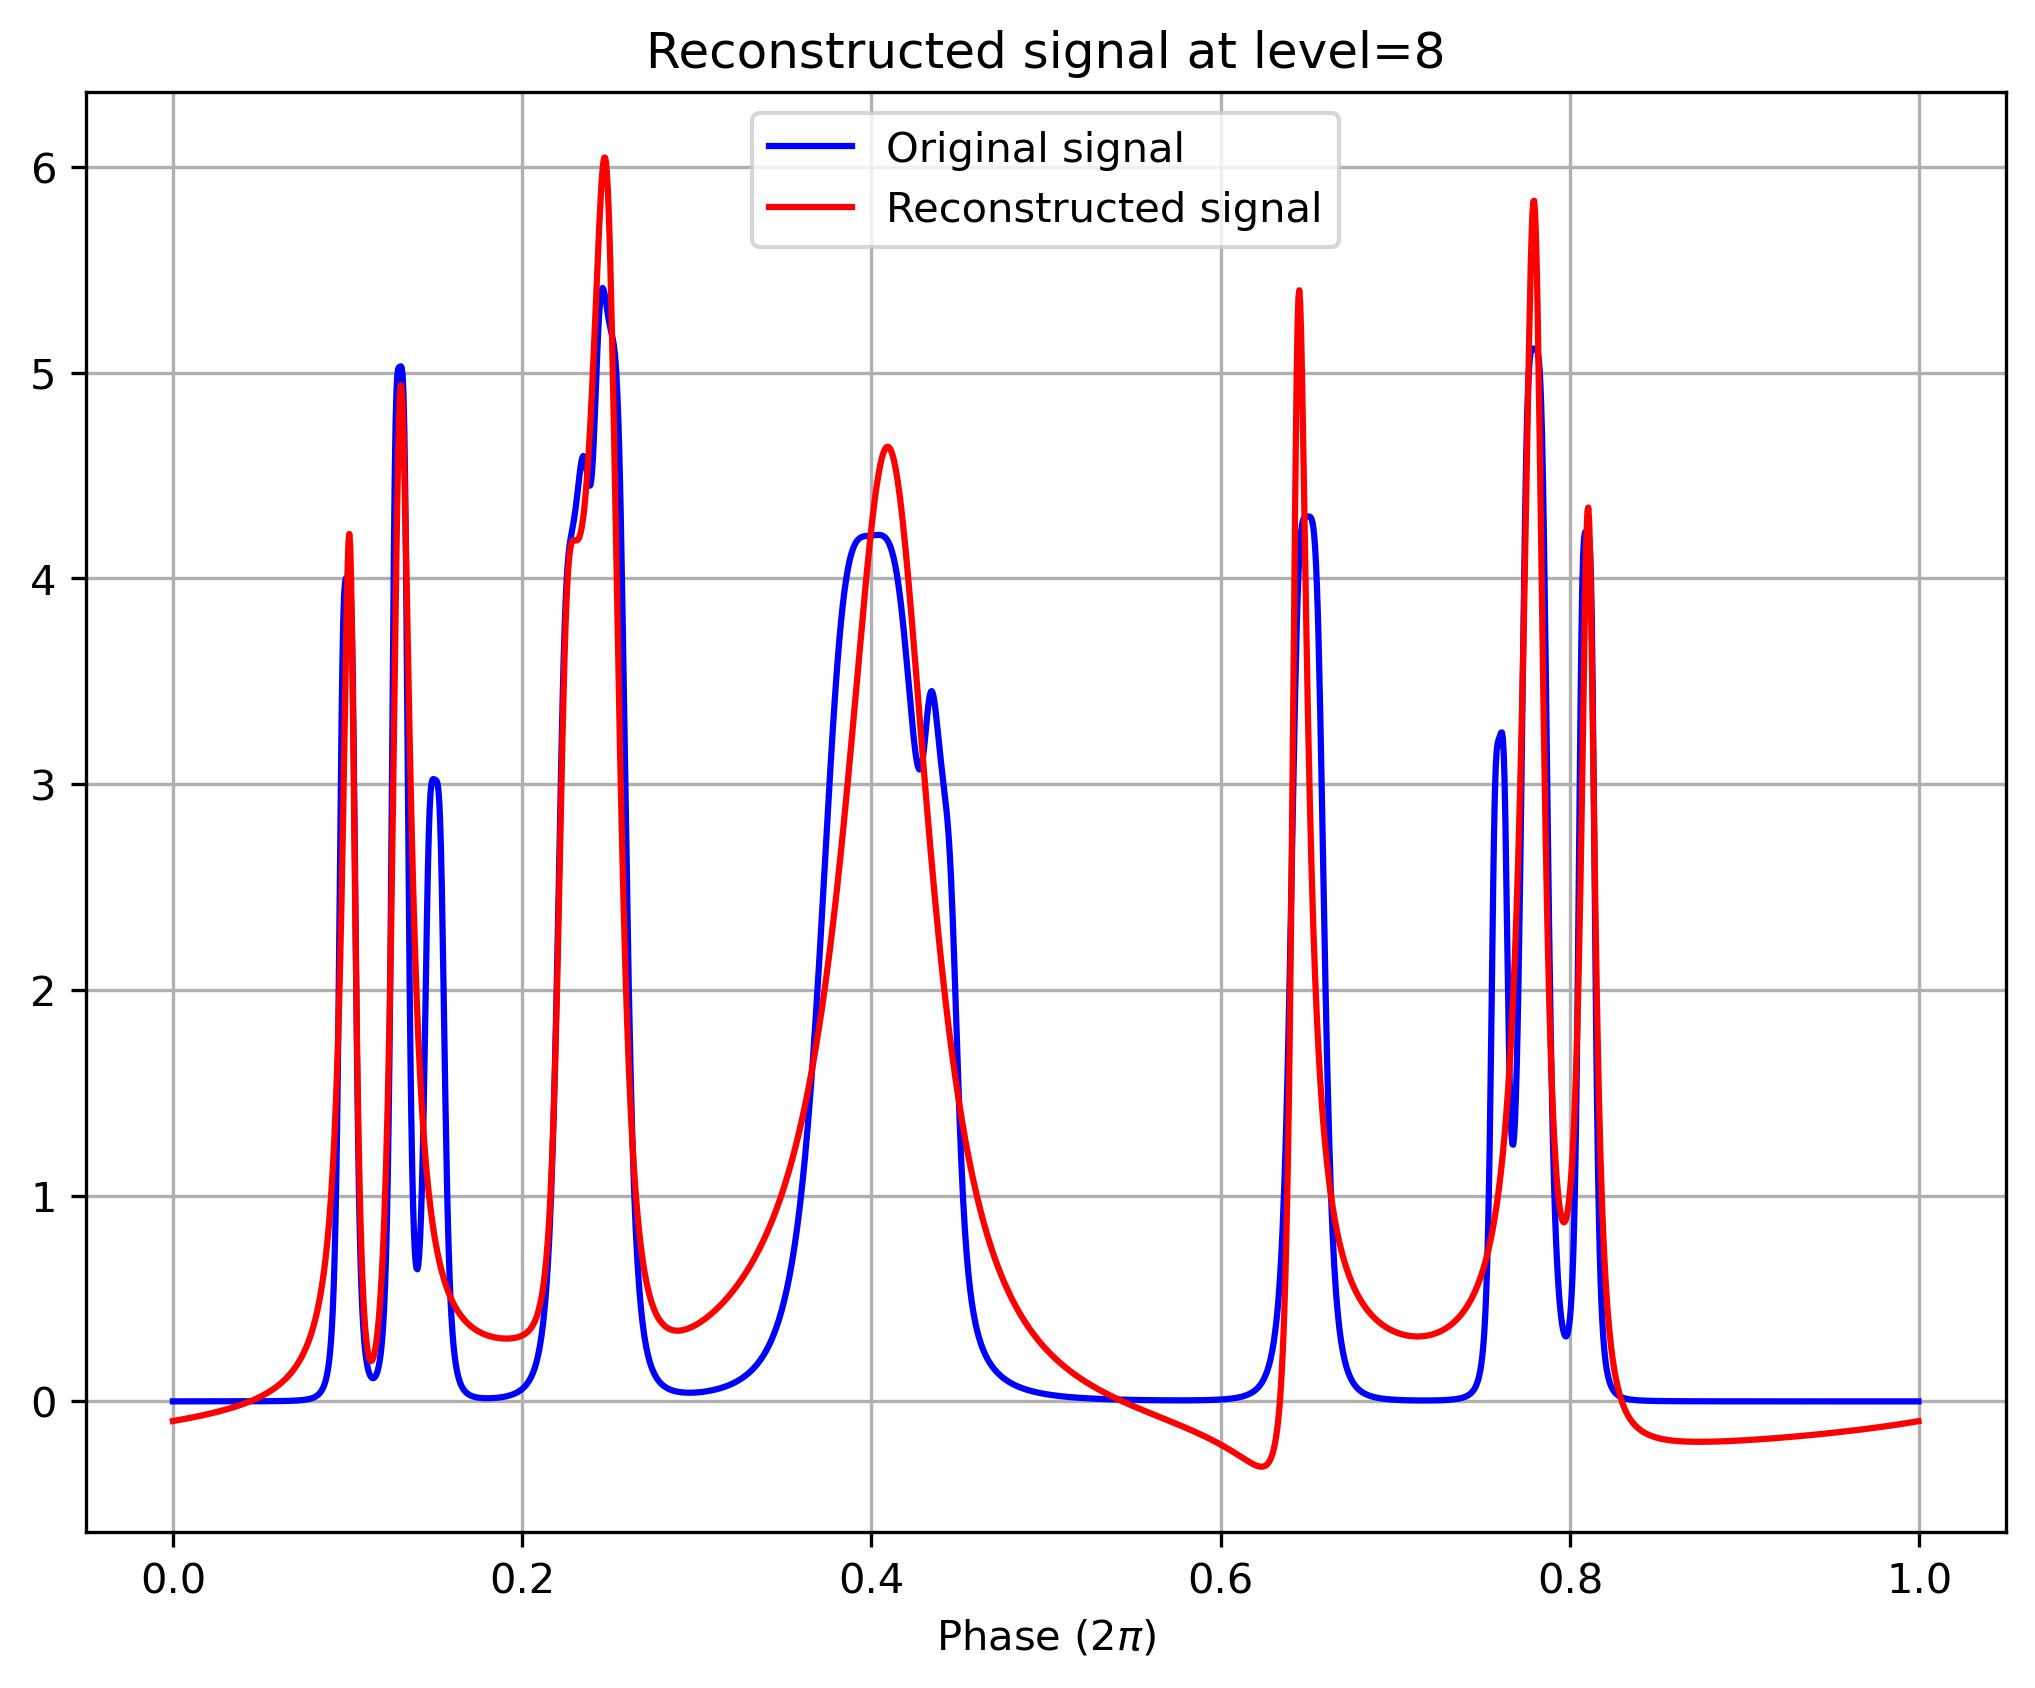 Reconstructed signal at level=8
Original signal
Reconstructed signal
6
5
4
3
2
1
0
0.0 0.2 0.4 0.6 0.8 1.0
Phase (2π)